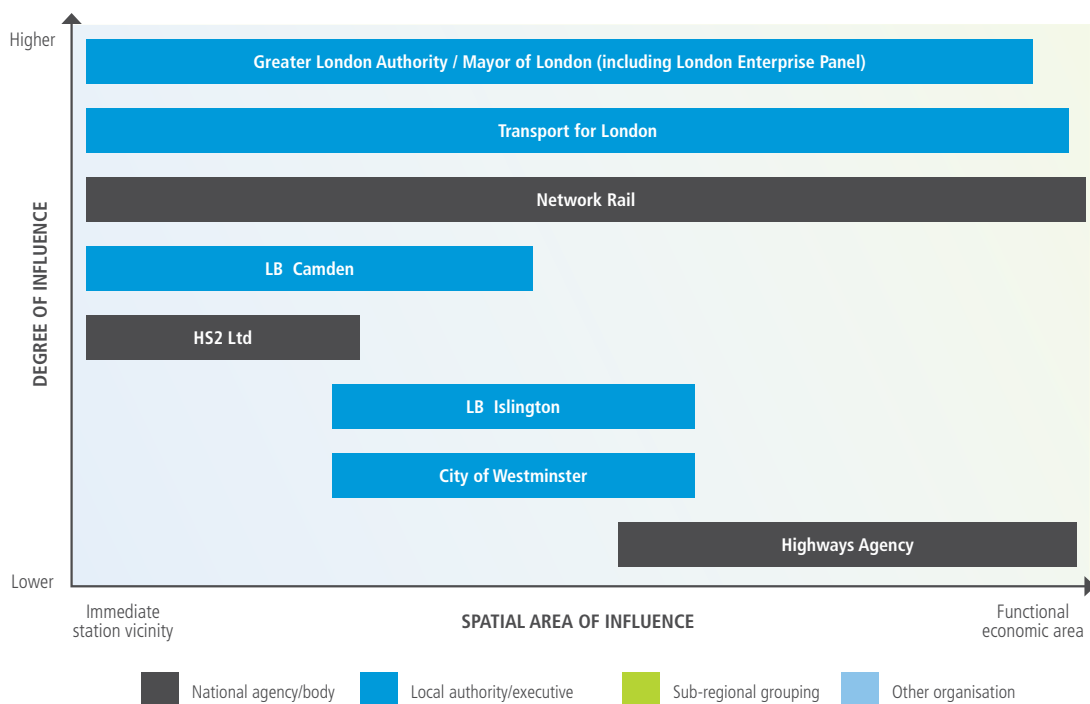 Higher
Greater London Authority / Mayor of London (including London Enterprise Panel)
Transport for London
Network Rail
LB Camden
HS2 Ltd
LB Islington
City of Westminster
Highways Agency
DEGREE OF INFLUENCE
Lower
Immediate
station vicinity
SPATIAL AREA OF INFLUENCE
Functional
economic area
National agency/body
Local authority/executive
Sub-regional grouping
Other organisation